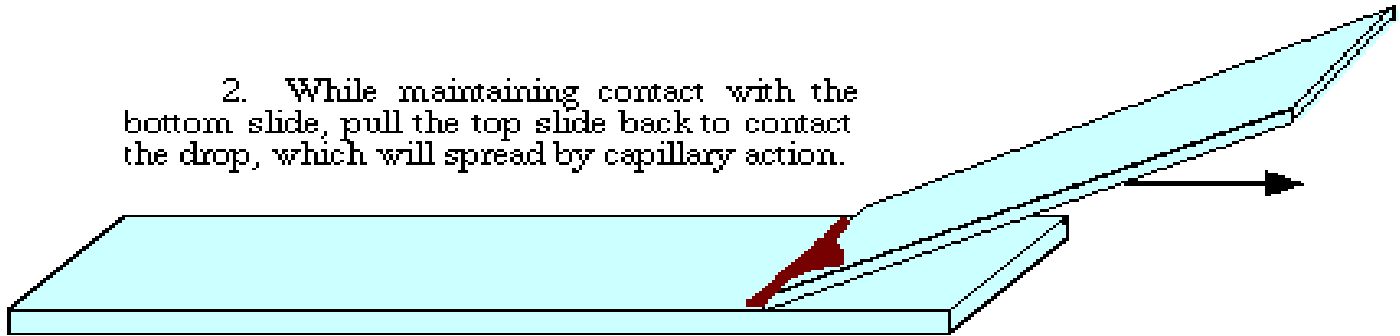 2. While maintaining contact with the
bottom slide, pull the top slide back to contact
the drop, which will spread by capillary action.